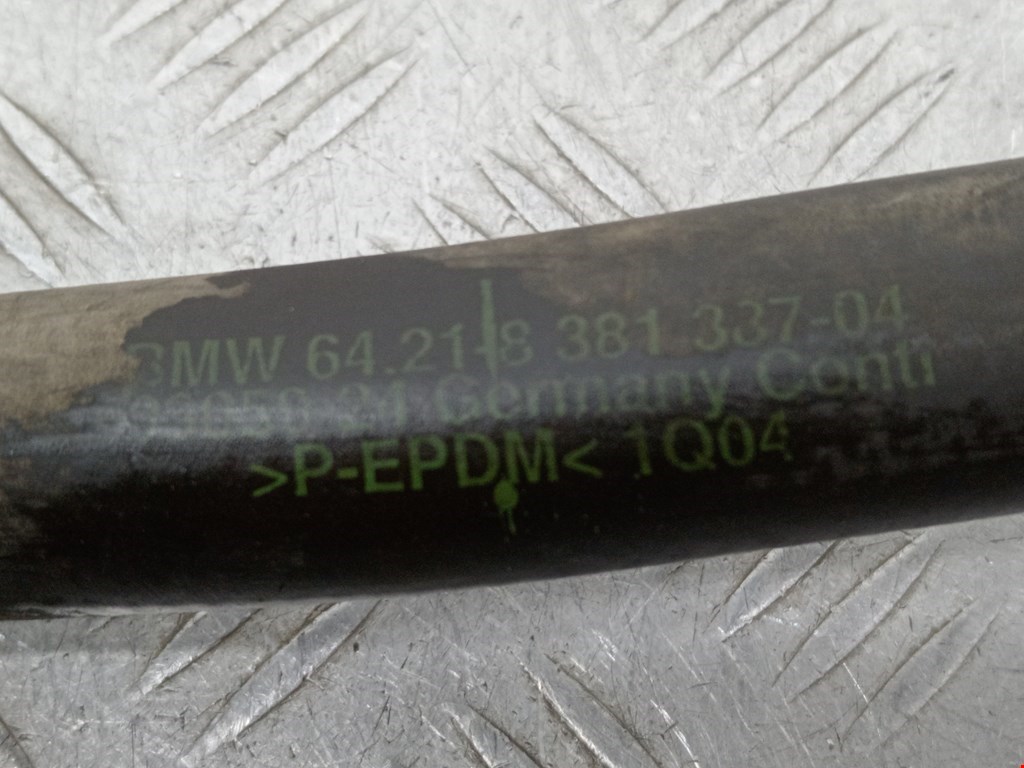 BMW 64.21-8 381 337-04
Germany Conti
>P-EPDM< 1Q04